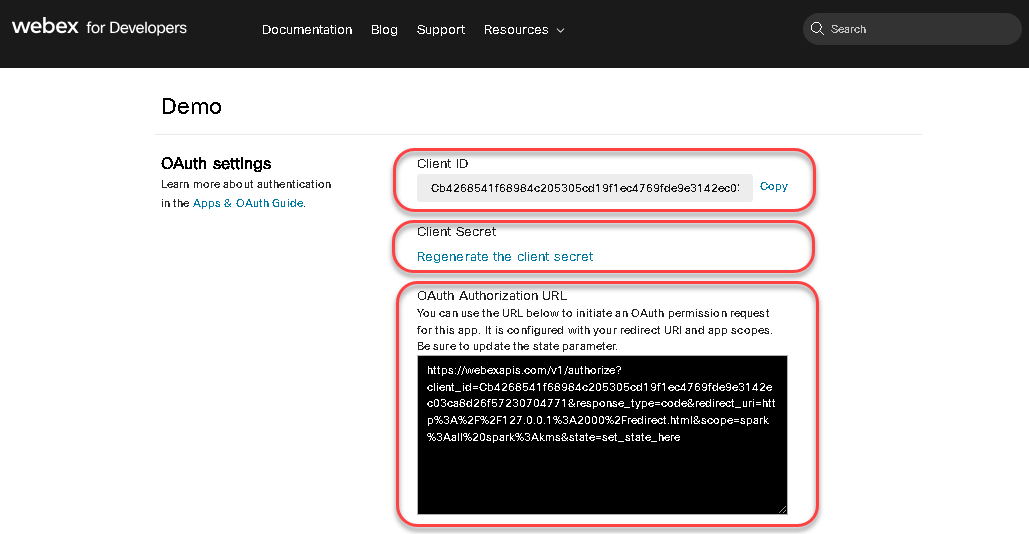 webex for Developers
Documentation Blog Support Resources
Search
Demo
OAuth settings
Learn more about authentication
in the Apps & OAuth Guide.
Client ID
Cb4268541f68984c205305cd19f1ec4769fde9e3142ec03
Copy
Client Secret
Regenerate the client secret
OAuth Authorization URL
You can use the URL below to initiate an OAuth permission request
for this app. It is configured with your redirect URI and app scopes.
Be sure to update the state parameter.
https://webexapis.com/v1/authorize?
client_id=Cb4268541f68984c205305cd19f1ec4769fde9e3142e
c03ca8d26f57230704771&response_type=code&redirect_uri=htt
p%3A%2F%2F127.0.0.1%3A2000%2Fredirect.html&scope=spark
%3Aall%20spark%3Akms&state=set_state_here